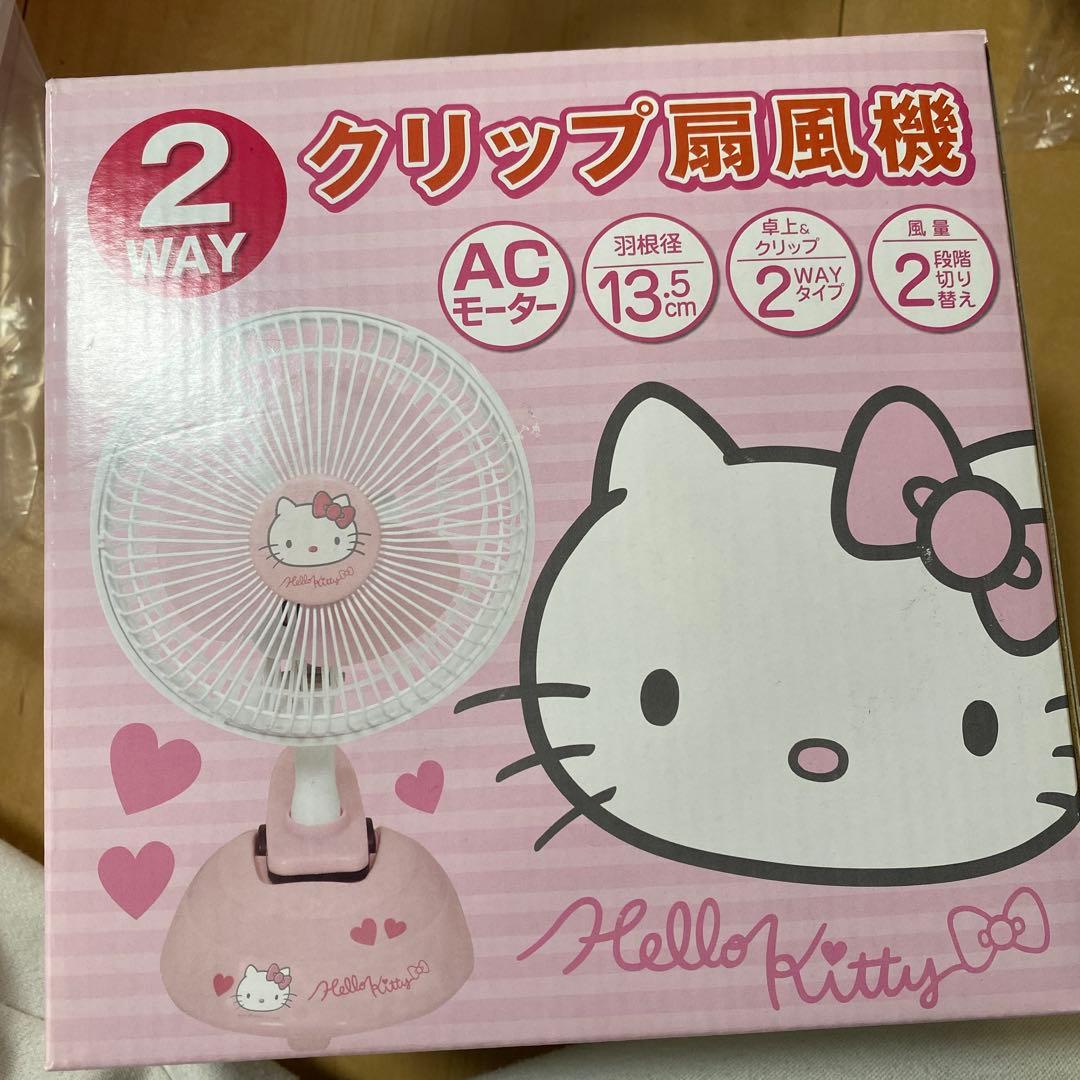 2
WAY
クリップ扇風機
AC
モーター
羽根径
13.5cm
卓上&
クリップ
2 WAY
タイプ
風量
2 段階
切り
替え
Hello Kitty
Hello Kitty
Hello Kitty